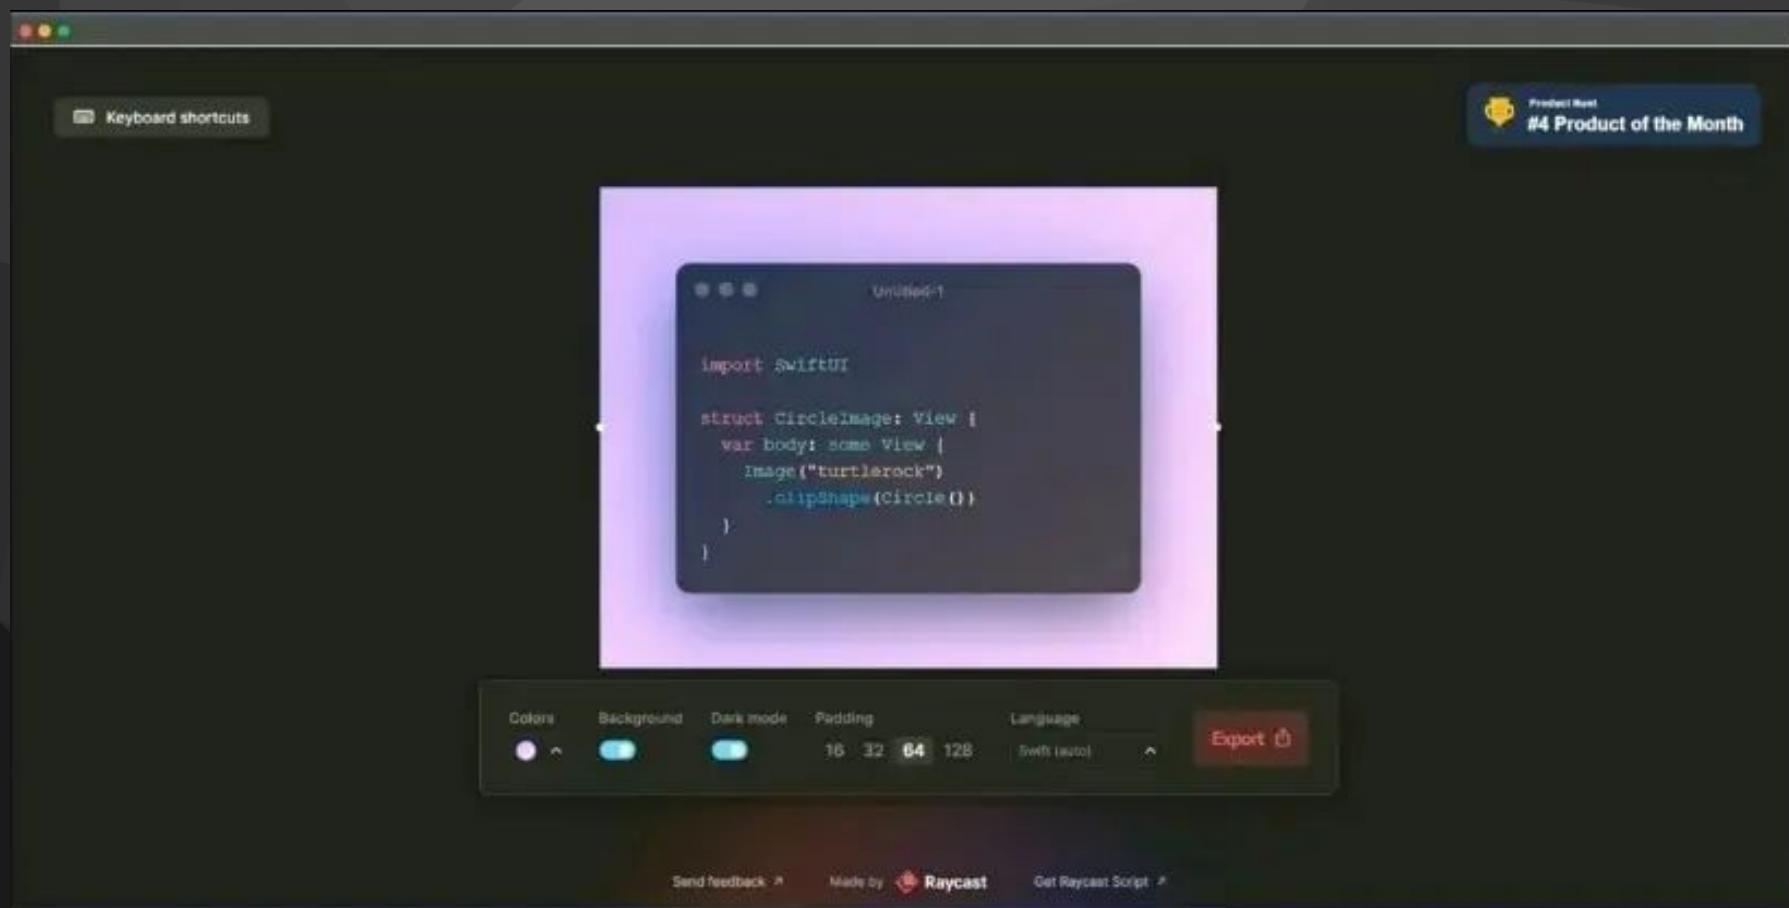 Keyboard shortcuts
Product Hunt
#4 Product of the Month
Untitled-1
import SwiftUI
struct CircleImage: View {
var body: some View {
Image("turtlerock")
.clipShape(Circle())
}
}
Colors Background Dark mode Padding Language
16 32 64 128 Swift (auto) Export
Send feedback Made by Raycast Get Raycast Script